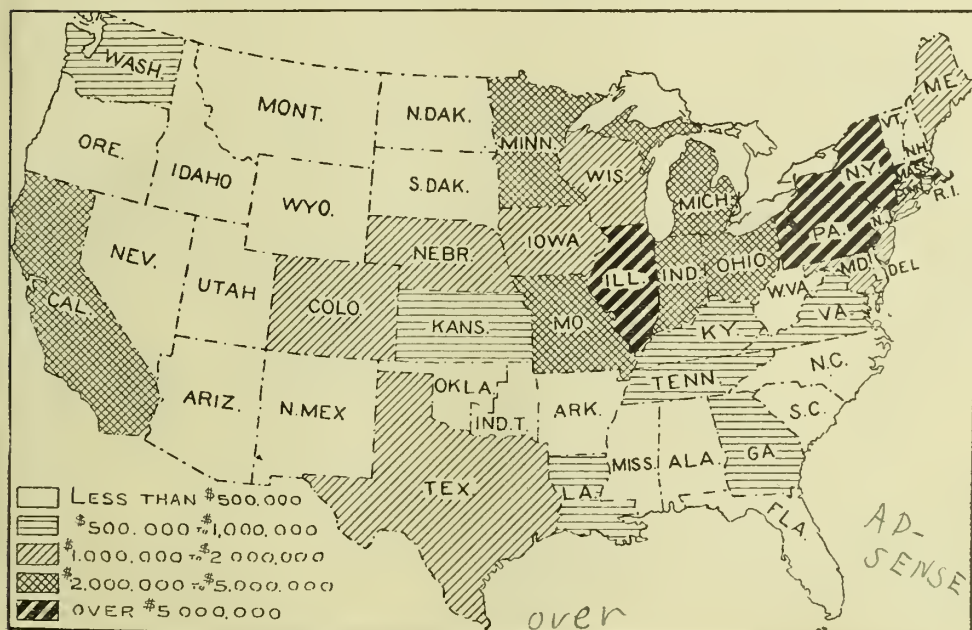 WASH.
MONT.
N.DAK.
MINN.
ME.
VT.
N.H.
ORE.
IDAHO
WYO.
S.DAK.
WIS.
MICH.
N.Y.
MASS.
CONN.
R.I.
NEV.
UTAH
COLO.
NEBR.
IOWA
ILL.
IND.
OHIO
PA.
N.J.
MD.
DEL
CAL.
KANS.
MO.
KY.
W.VA.
VA.
ARIZ.
N.MEX
OKLA.
IND.T.
ARK.
TENN.
N.C.
S.C.
TEX.
LA.
MISS.
ALA.
GA.
FLA.
LESS THAN $500,000
$500,000 TO $1,000,000
$1,000,000 TO $2 000,000
$2,000,000 TO $5,000,000
OVER $5 000,000
AD-
SENSE
over